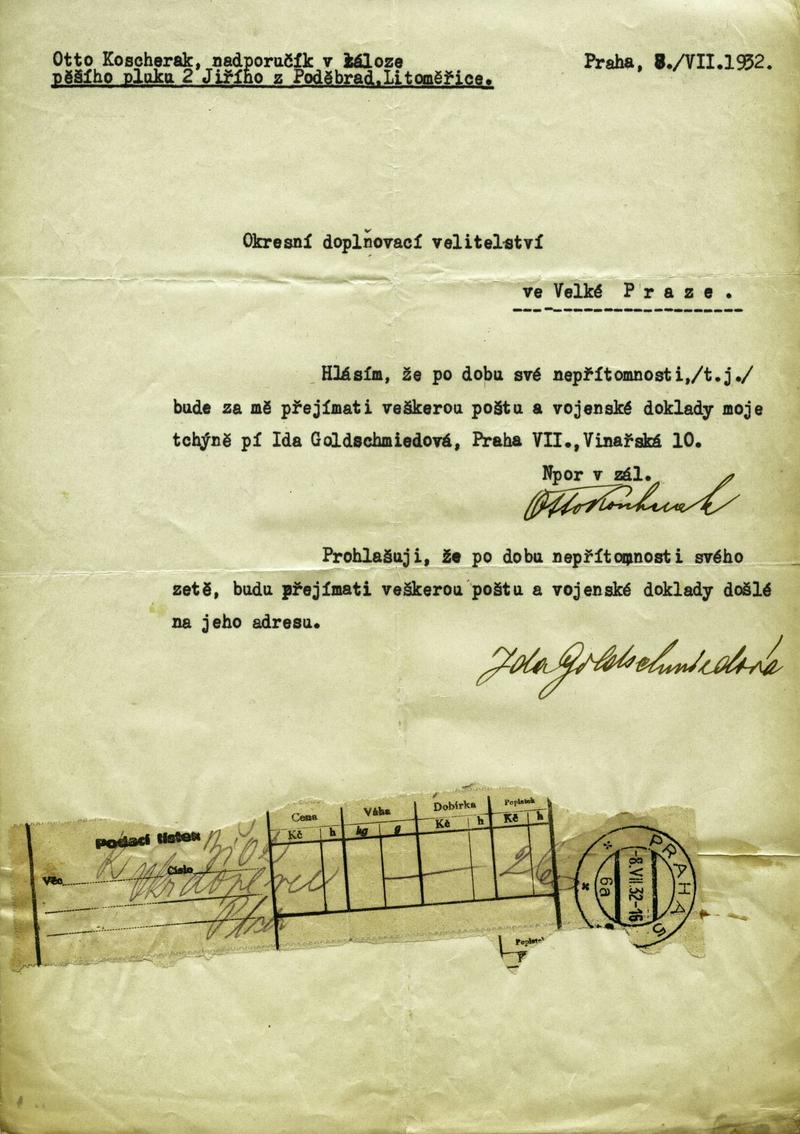 Otto Koscherak, nadporučík v záloze
Praha, 8./VII.1932.
pěšího pluku 2 Jiřího z Poděbrad,Litoměřice.
Okresní doplňovací velitelství
ve Velké P r a z e .
Hlásím, že po dobu své nepřítomnosti,/t.j./
bude za mě přejímati veškerou poštu a vojenské doklady moje
tchýně pí Ida Goldschmiedová, Praha VII.,Vinařská 10.
Npor v zál.
Otto Koscherak
Prohlašuji, že po dobu nepřítomnosti svého
zetě, budu přejímati veškerou poštu a vojenské doklady došlé
na jeho adresu.
Ida Goldschmiedová
Podací lístek
Cena
Váha
Dobírka
Poplatek
Kč h kg g Kč h Kč h
Věc
Číslo
26
PRAHA 5
-8.VII.32-16
6a
Poplatek